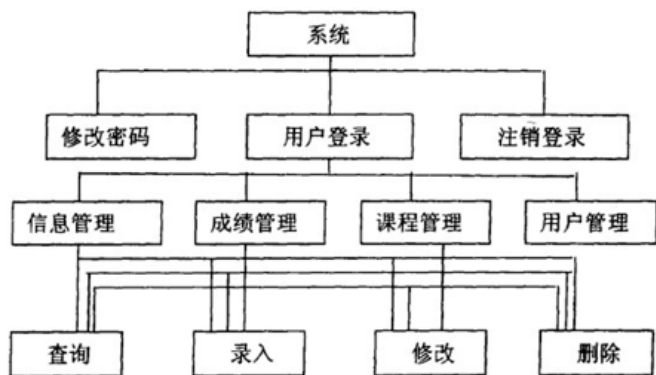 系统
修改密码
用户登录
注销登录
信息管理
成绩管理
课程管理
用户管理
查询
录入
修改
删除